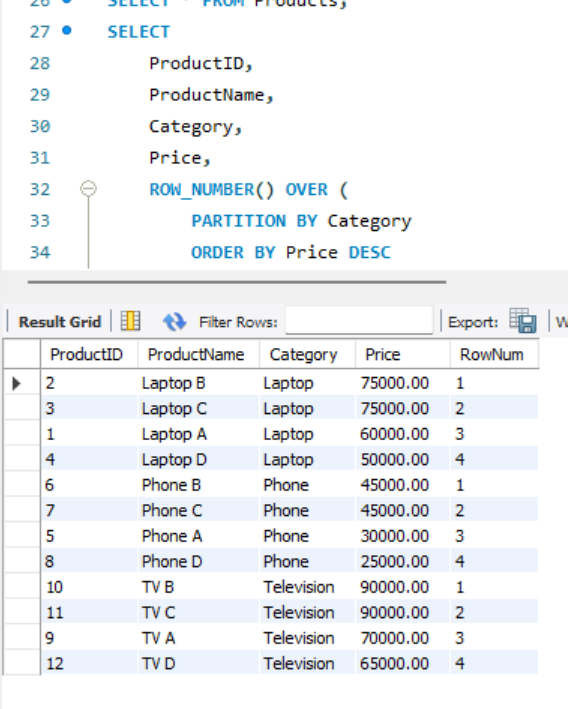 26 SELECT * FROM Products;
27 SELECT
28 ProductID,
29 ProductName,
30 Category,
31 Price,
32 ROW_NUMBER() OVER (
33 PARTITION BY Category
34 ORDER BY Price DESC
Result Grid Filter Rows: Export: W
ProductID ProductName Category Price RowNum
2 Laptop B Laptop 75000.00 1
3 Laptop C Laptop 75000.00 2
1 Laptop A Laptop 60000.00 3
4 Laptop D Laptop 50000.00 4
6 Phone B Phone 45000.00 1
7 Phone C Phone 45000.00 2
5 Phone A Phone 30000.00 3
8 Phone D Phone 25000.00 4
10 TV B Television 90000.00 1
11 TV C Television 90000.00 2
9 TV A Television 70000.00 3
12 TV D Television 65000.00 4